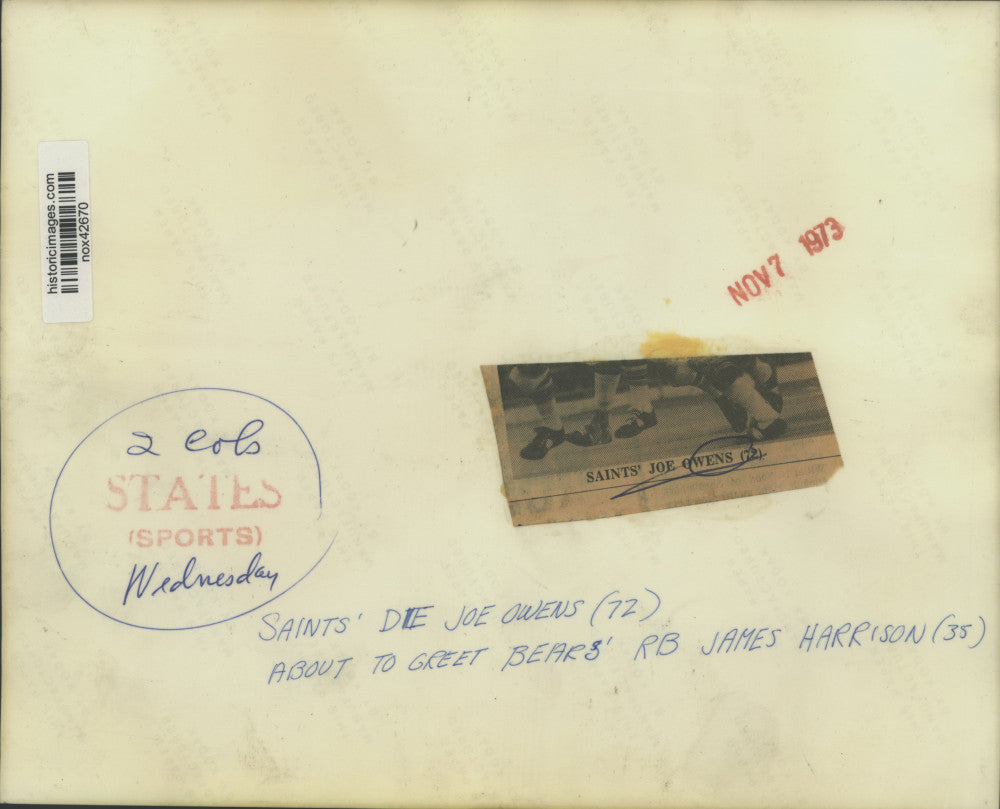 historicimages.com
nox42670
NOV 7 1973
SAINTS' JOE OWENS (72)
2 cols
STATES
(SPORTS)
Wednesday
SAINTS' DE JOE OWENS (72)
ABOUT TO GREET BEARS' RB JAMES HARRISON (35)